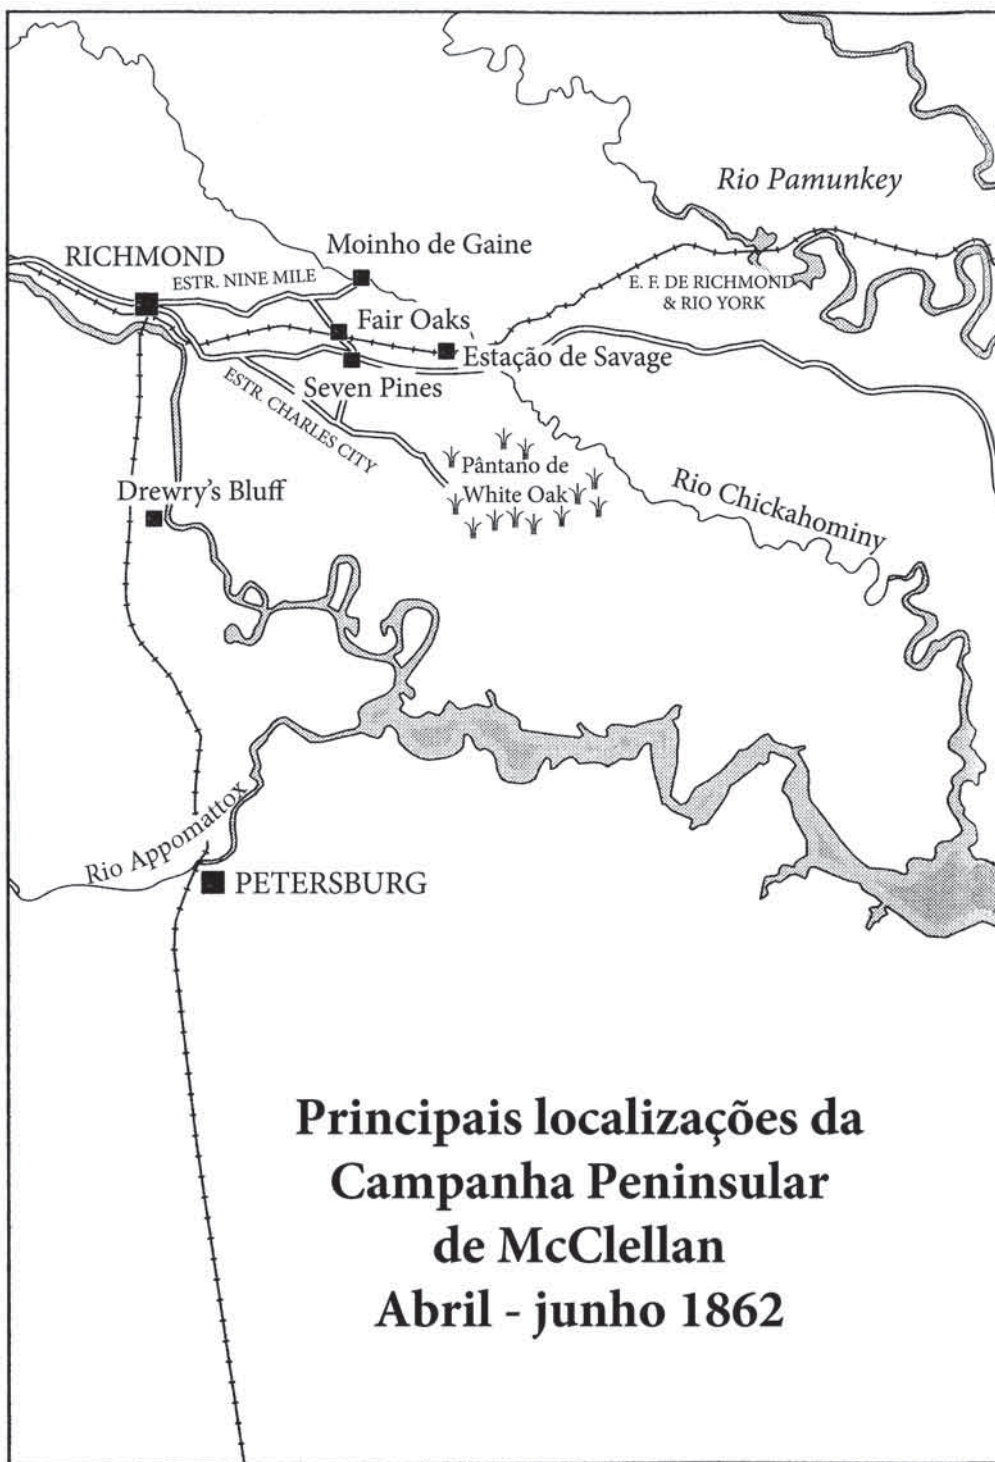 Rio Pamunkey
Moinho de Gaine
RICHMOND
ESTR. NINE MILE
E. F. DE RICHMOND
& RIO YORK
Fair Oaks
Estação de Savage
Seven Pines
ESTR. CHARLES CITY
Pântano de
White Oak
Rio Chickahominy
Drewry's Bluff
Rio Appomattox
PETERSBURG
Principais localizações da
Campanha Peninsular
de McClellan
Abril - junho 1862